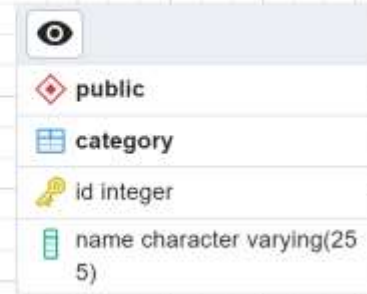 public
category
id integer
name character varying(25
5)